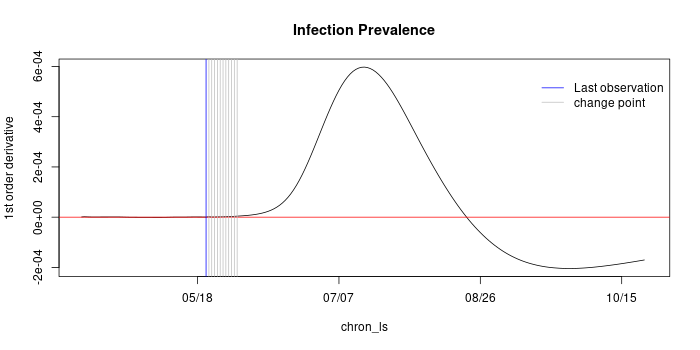 Infection Prevalence
1st order derivative
6e-04
4e-04
2e-04
0e+00
-2e-04
Last observation
change point
05/18
07/07
08/26
10/15
chron_ls